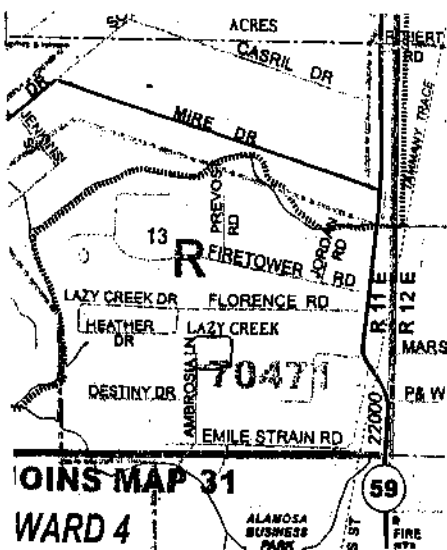 ACRES
ROBERT RD
CASRIL DR
DR
MIRE DR
TAMMANY TRACE
PREVOST RD
JORDAN RD
13
R
FIRETOWER RD
R 11 E
R 12 E
LAZY CREEK DR
FLORENCE RD
HEATHER DR
LAZY CREEK
MARS
70471
AMBROSIA LN
DESTINY DR
P& W
22000
EMILE STRAIN RD
OINS MAP 31
59
WARD 4
ALAMOSA
BUSINESS
PARK
S ST
FIRE